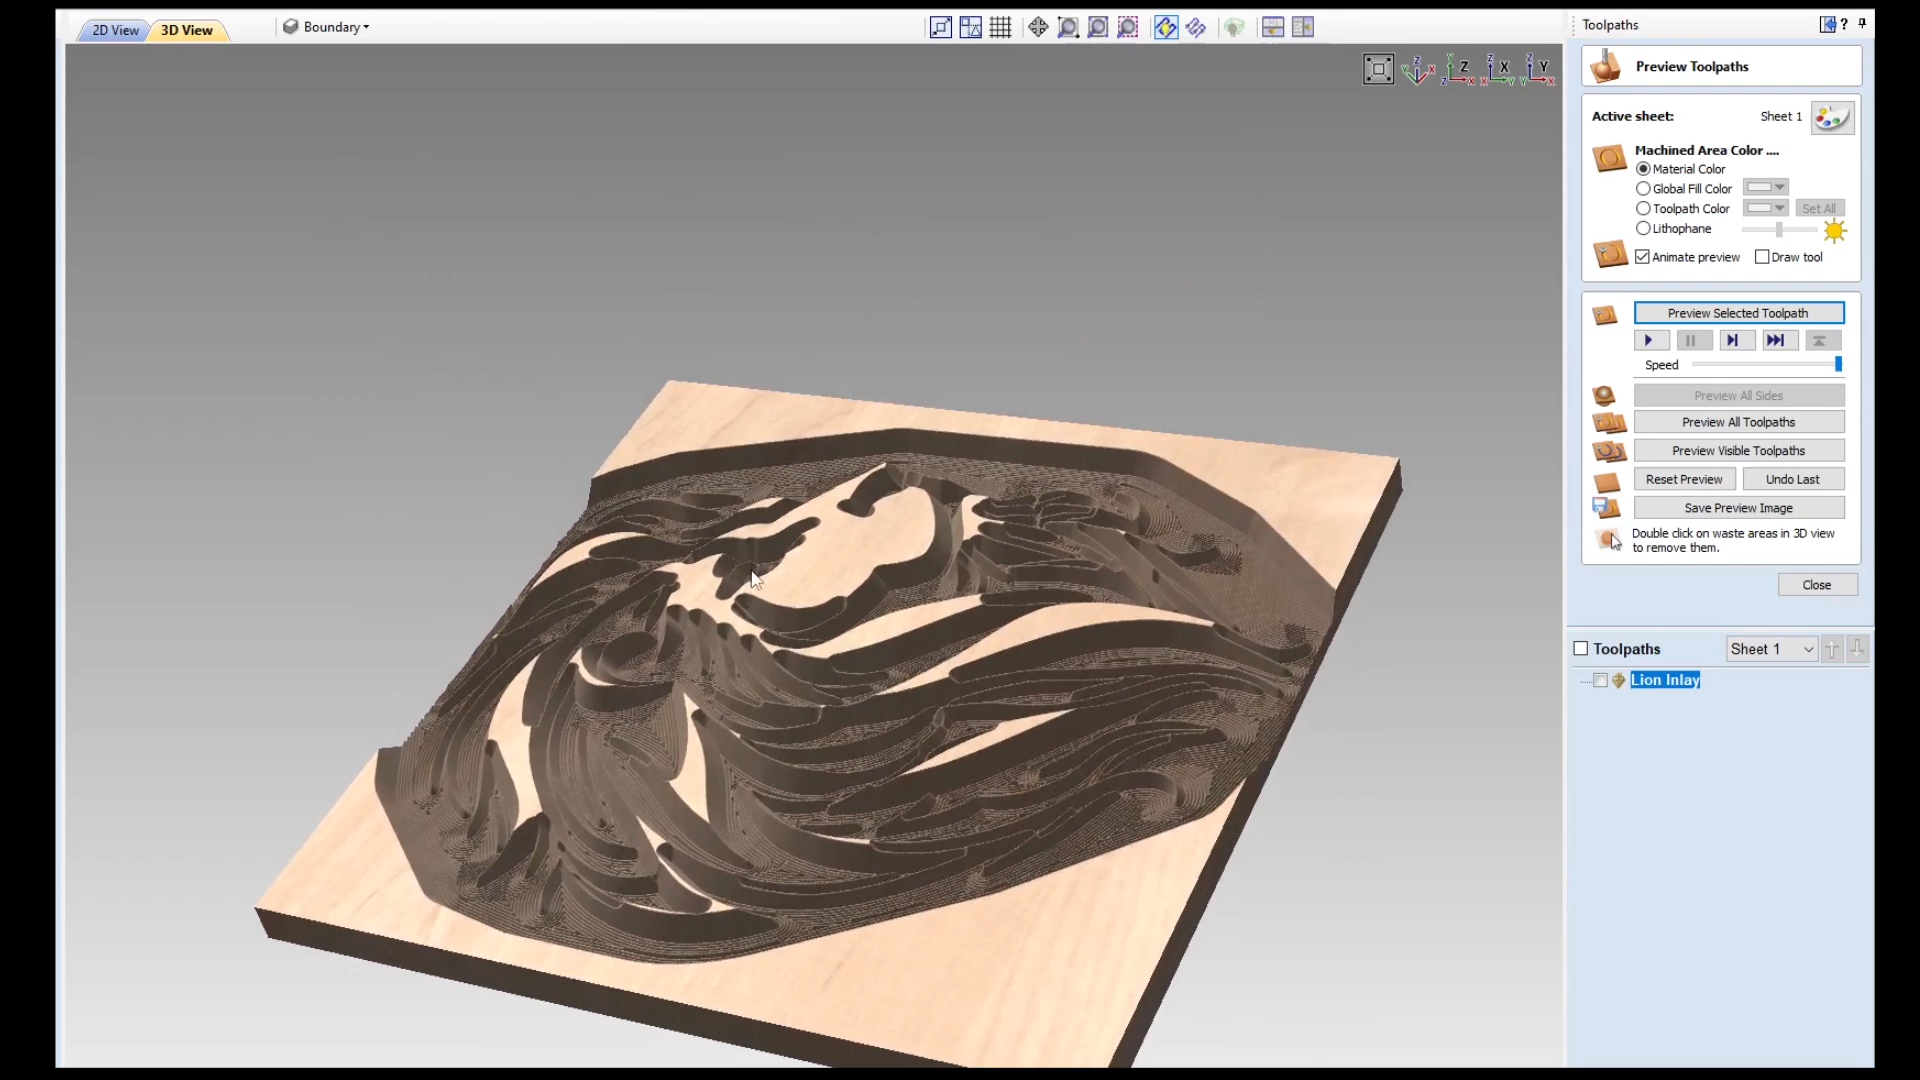 2D View 3D View Boundary
Toolpaths ?
Z Y X
Y Z X
Z X Y
Z Y X
Preview Toolpaths
Active sheet: Sheet 1
Machined Area Color ....
Material Color
Global Fill Color
Toolpath Color Set All
Lithophane
Animate preview Draw tool
Preview Selected Toolpath
Speed
Preview All Sides
Preview All Toolpaths
Preview Visible Toolpaths
Reset Preview Undo Last
Save Preview Image
Double click on waste areas in 3D view
to remove them.
Close
Toolpaths Sheet 1
Lion Inlay